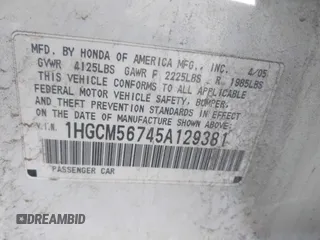 MFD. BY HONDA OF AMERICA MFG., INC. 4/05
GVWR 4125LBS GAWR F 2225LBS R 1985LBS
THIS VEHICLE CONFORMS TO ALL APPLICABLE
FEDERAL MOTOR VEHICLE SAFETY, BUMPER,
AND THEFT PREVENTION STANDARDS IN EFFECT
ON THE DATE OF MANUFACTURE SHOWN ABOVE.
V.I.N. 1HGCM56745A129381
PASSENGER CAR
DREAMBID